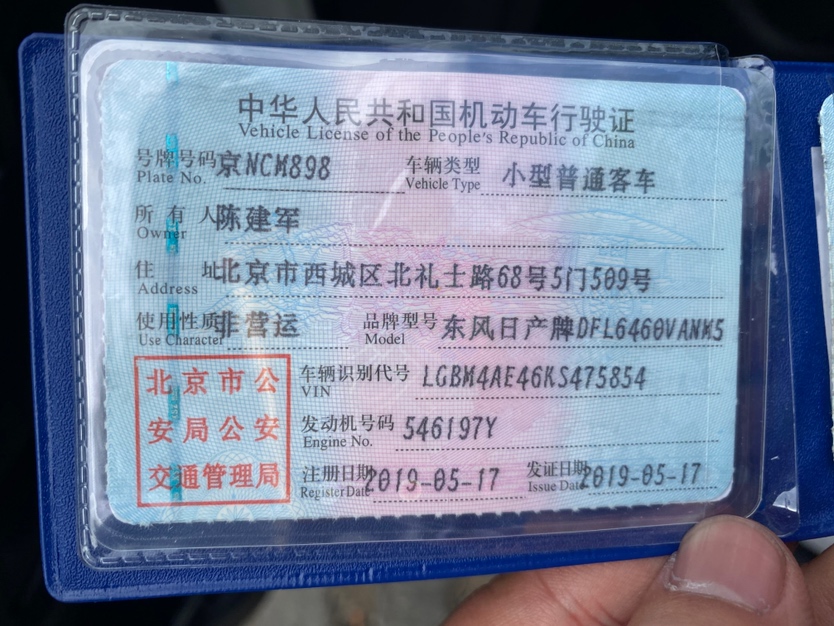 中华人民共和国机动车行驶证
Vehicle License of the People's Republic of China
号牌号码 京NCM898 车辆类型 小型普通客车
Plate No. Vehicle Type
所有人 陈建军
Owner
住址 北京市西城区北礼士路68号5门509号
Address
使用性质 非营运 品牌型号 东风日产牌DFL6460VANM5
Use Character Model
北京市公安局公安交通管理局
车辆识别代号 LGBM4AE46KS475854
VIN
发动机号码 546197Y
Engine No.
注册日期 2019-05-17 发证日期 2019-05-17
Register Date Issue Date